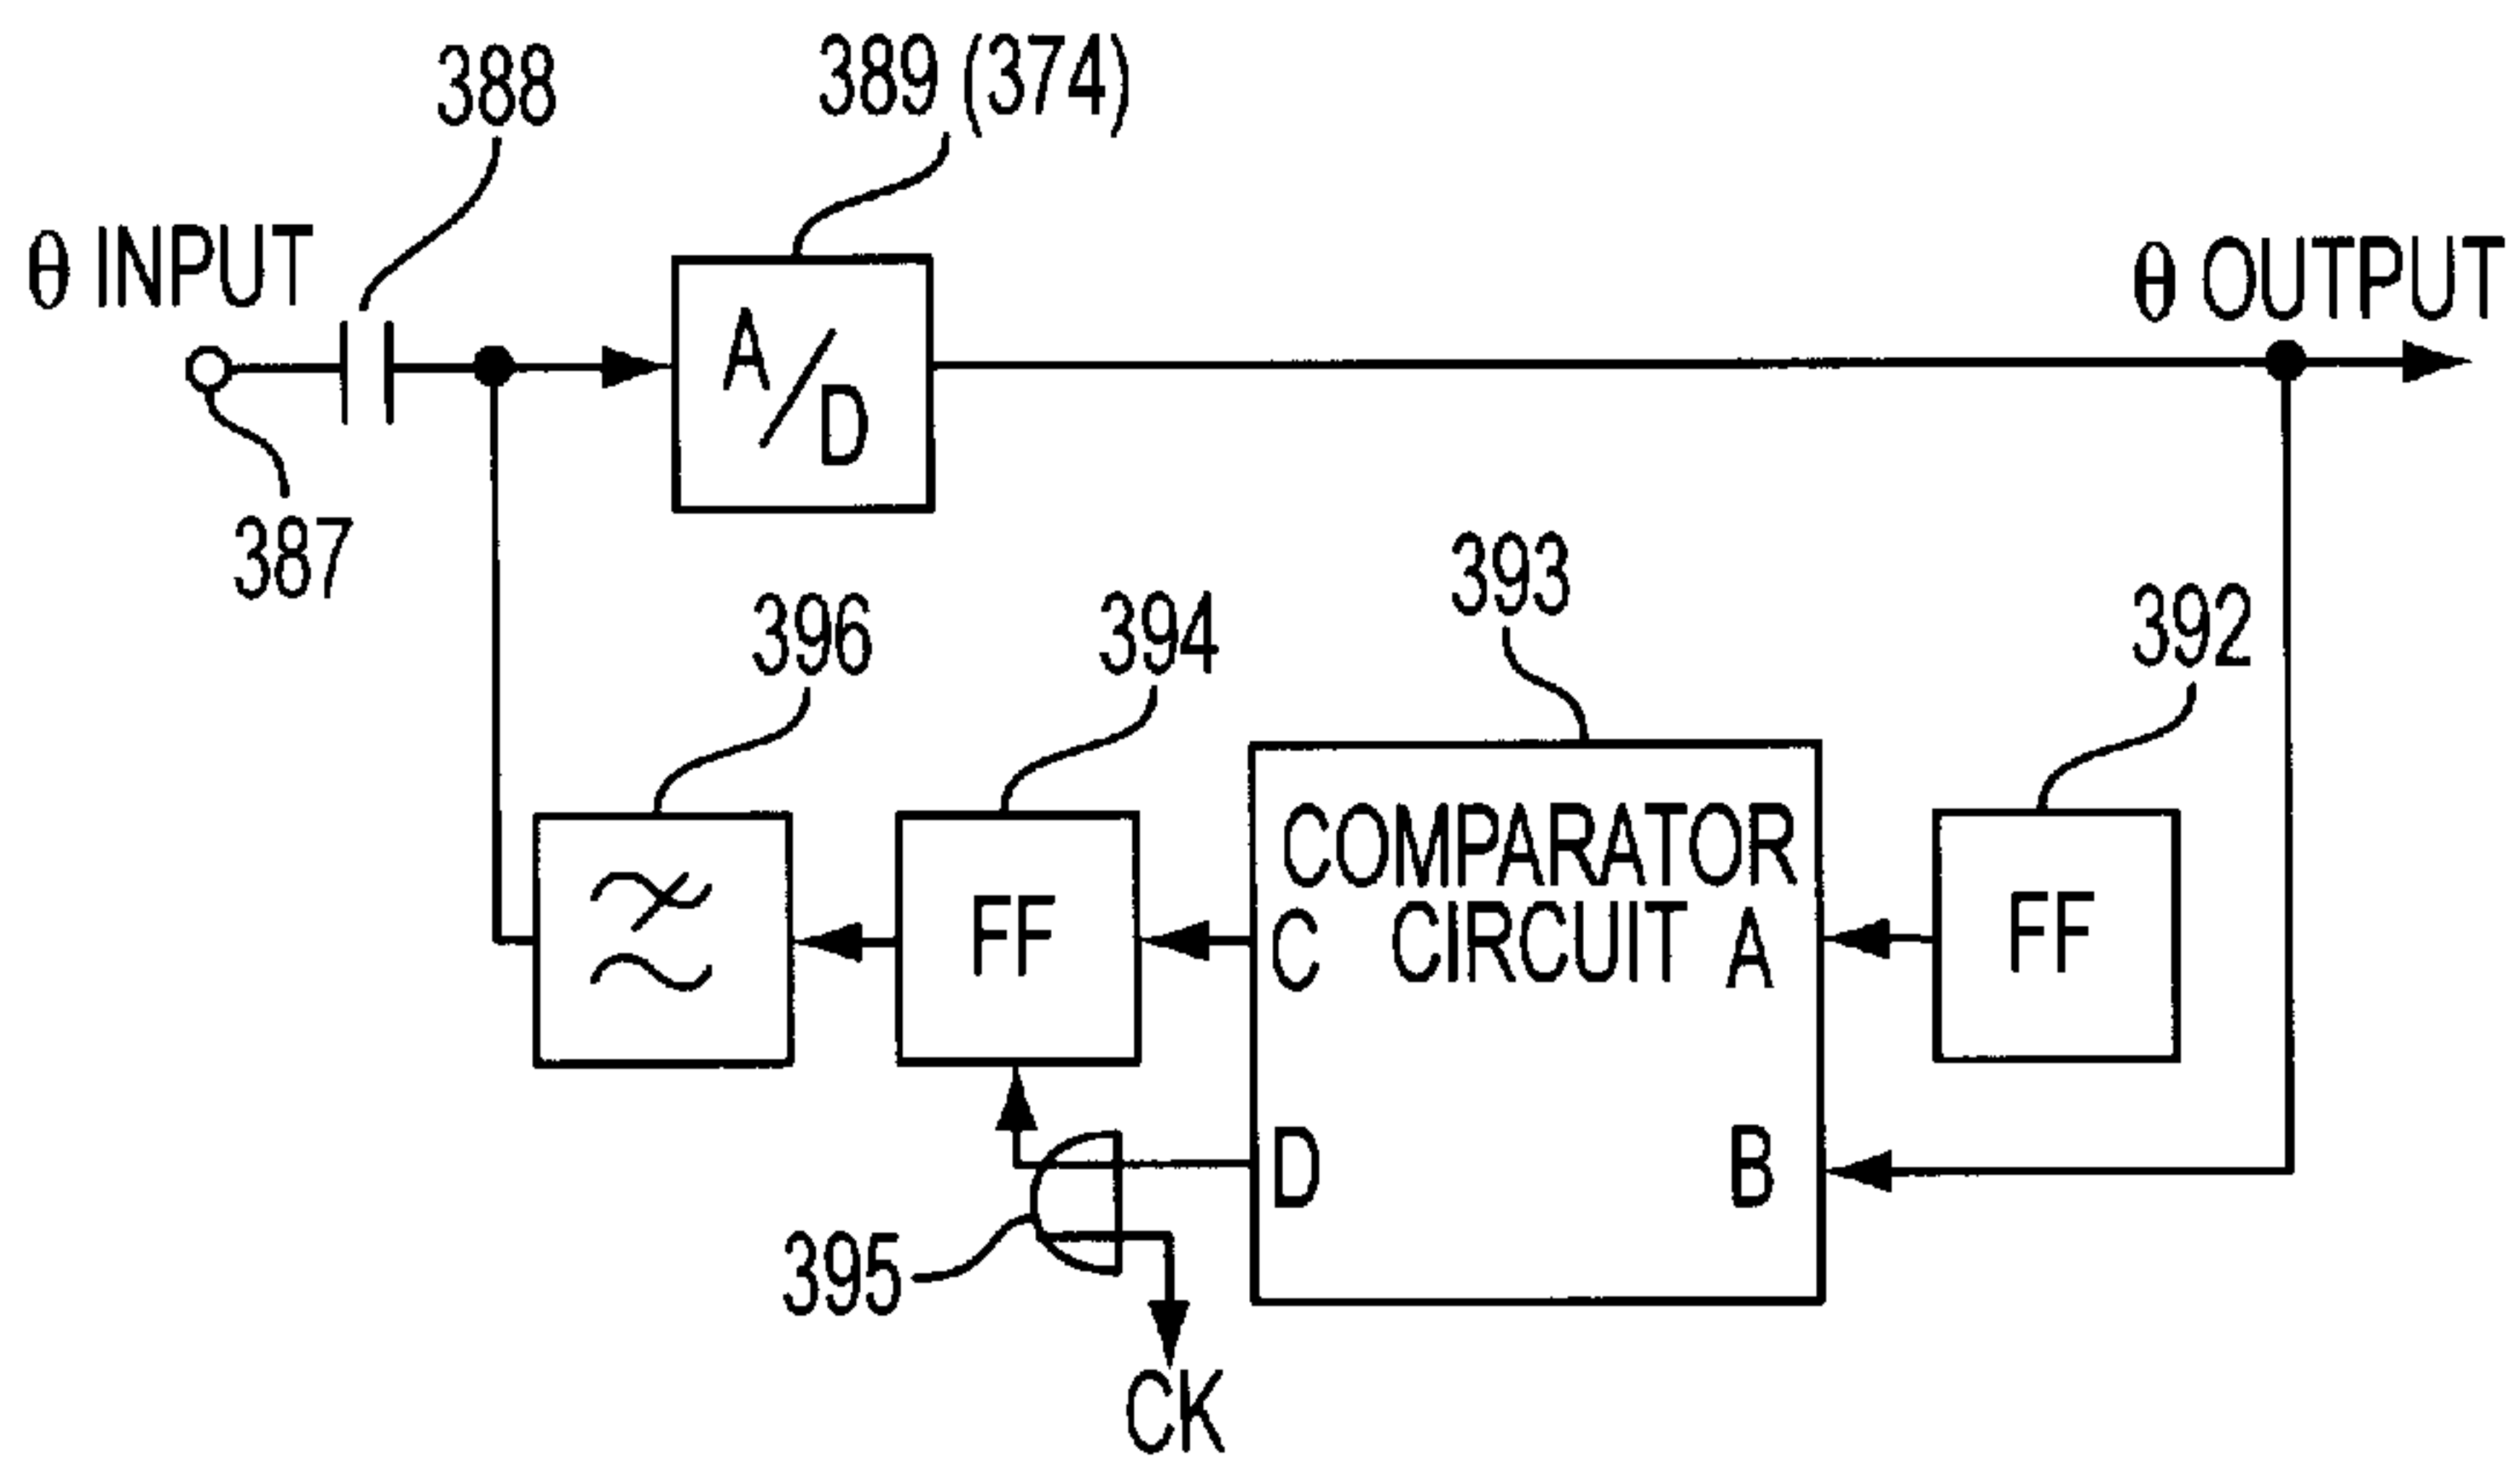 388
389 (374)
θ INPUT
θ OUTPUT
A/D
387
396
394
393
392
COMPARATOR
CIRCUIT
FF
C
A
FF
D
B
395
CK